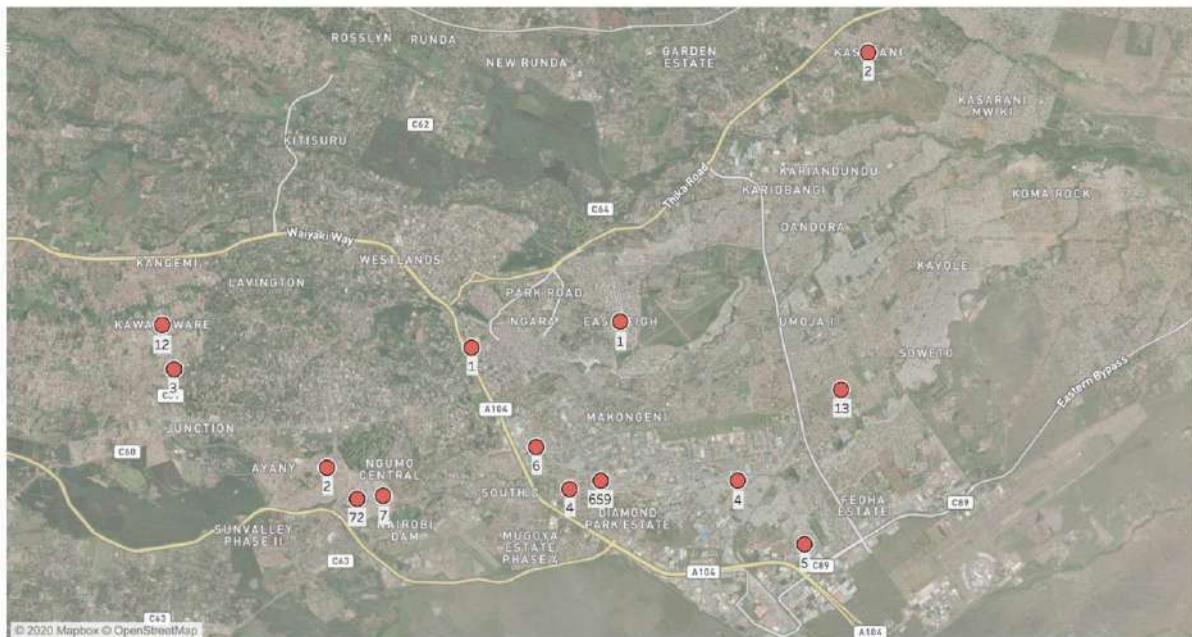 ROSSLYN
RUNDA
NEW RUNDA
GARDEN
ESTATE
2
KASARANI
MWIKI
C62
KITISURU
KARIANDUNDU
KARIOBANGI
KOMA ROCK
Thika Road
C64
DANDORA
Waiyaki Way
WESTLANDS
KANGEMI
KAYOLE
LAVINGTON
PARK ROAD
NGARA
UMOJA I
12
1
1
SOWETO
3
13
Eastern Bypass
A104
MAKONGENI
JUNCTION
C60
AYANY
NGUMO
CENTRAL
6
2
SOUTH C
4
659
4
72
7
NAIROBI
DAM
DIAMOND
PARK ESTATE
FEDHA
ESTATE
C89
SUNVALLEY
PHASE II
MUGOYA
ESTATE
PHASE 4
C63
5
C89
A104
C63
A104
© 2020 Mapbox © OpenStreetMap